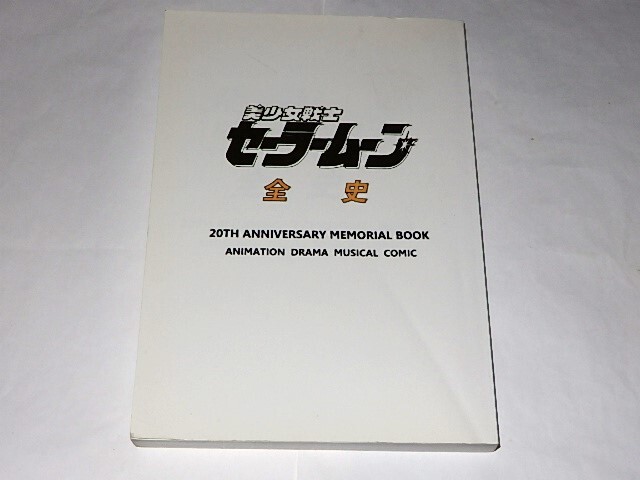 美少女戦士
セーラームーン
全史
20TH ANNIVERSARY MEMORIAL BOOK
ANIMATION DRAMA MUSICAL COMIC